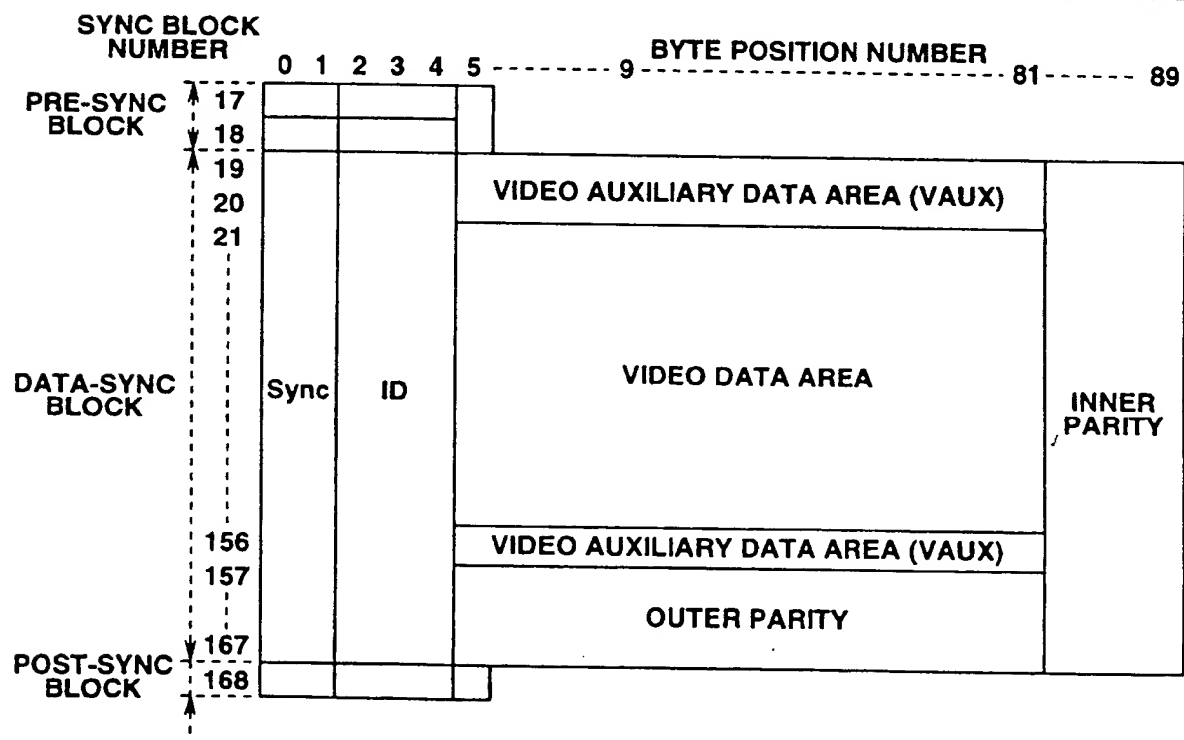 SYNC BLOCK
NUMBER
BYTE POSITION NUMBER
0 1 2 3 4 5 9 81 89
PRE-SYNC
BLOCK
17
18
19
20
21
VIDEO AUXILIARY DATA AREA (VAUX)
DATA-SYNC
BLOCK
Sync
ID
VIDEO DATA AREA
INNER
PARITY
156
VIDEO AUXILIARY DATA AREA (VAUX)
157
OUTER PARITY
167
POST-SYNC
BLOCK
168